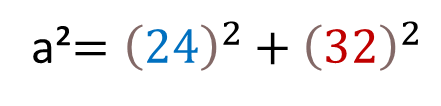 a²= (24)² + (32)²